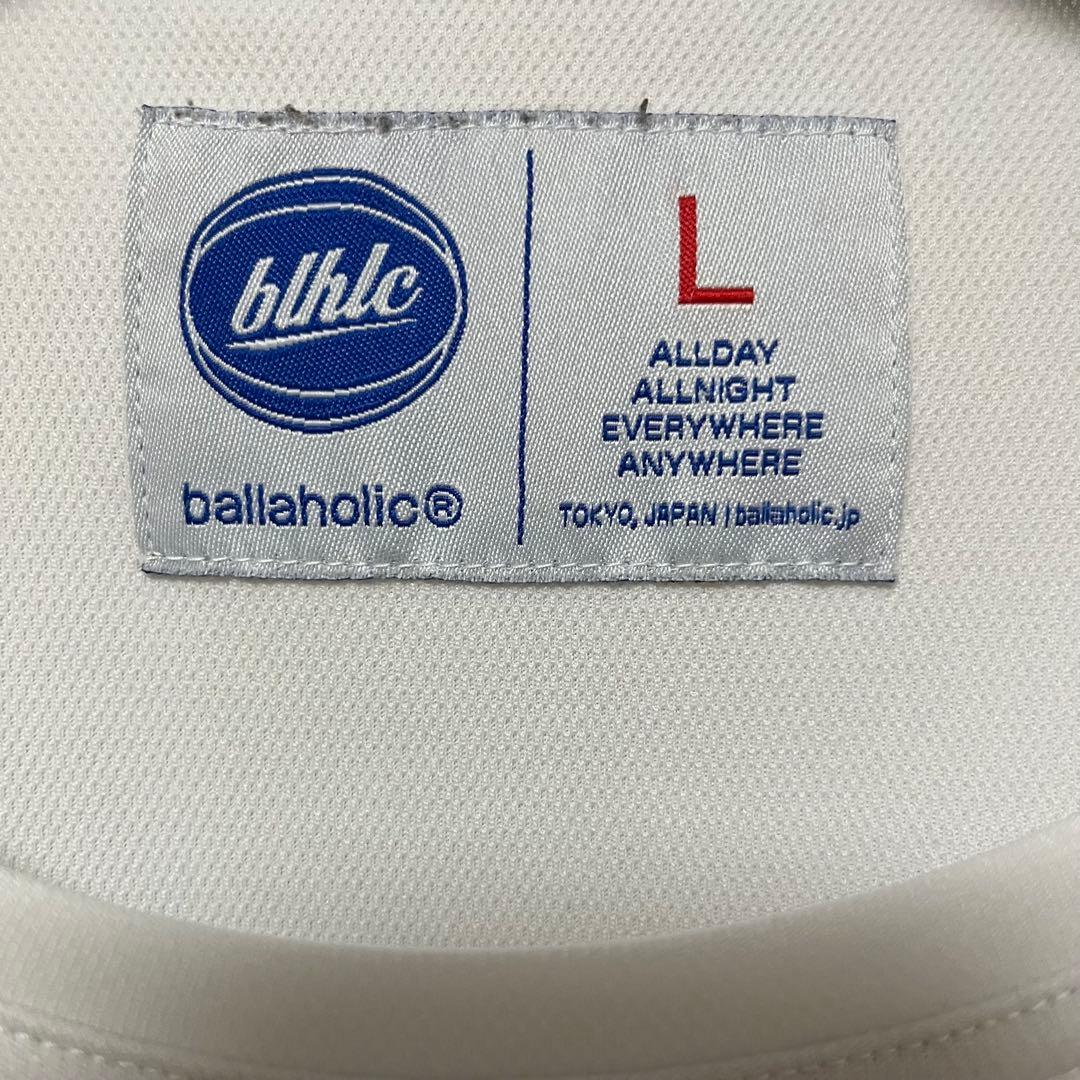 blhlc
ballaholic®
L
ALLDAY
ALLNIGHT
EVERYWHERE
ANYWHERE
TOKYO, JAPAN | ballaholic.jp